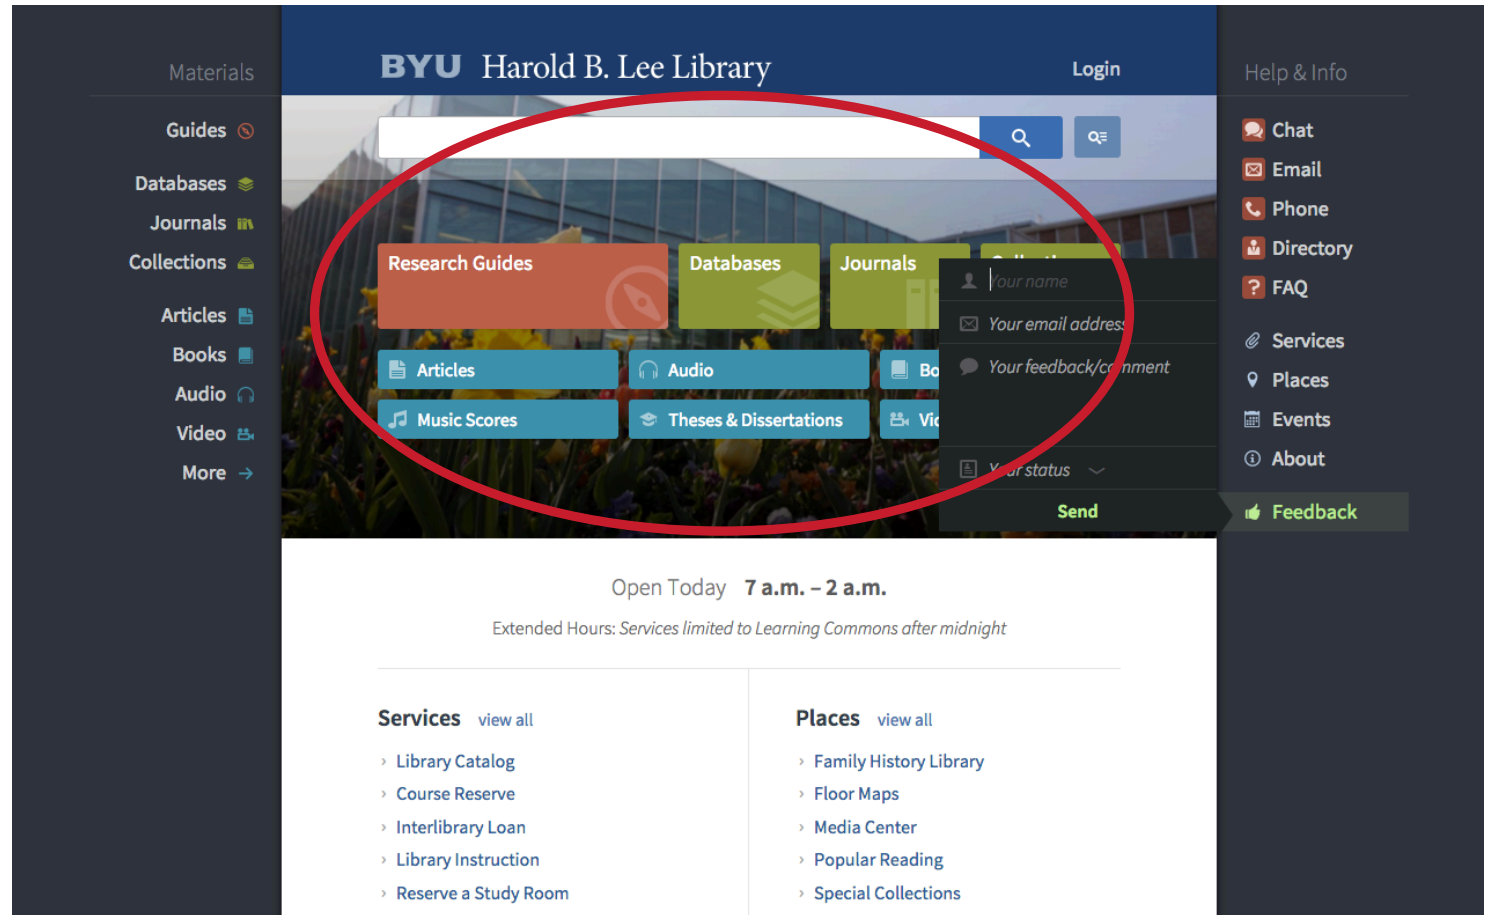 Materials
Guides
Databases
Journals
Collections
Articles
Books
Audio
Video
More
BYU Harold B. Lee Library
Login
Research Guides
Databases
Journals
Articles
Audio
Music Scores
Theses & Dissertations
Your name
Your email address
Your feedback/comment
Your status
Send
Open Today 7 a.m. – 2 a.m.
Extended Hours: Services limited to Learning Commons after midnight
Services view all
Library Catalog
Course Reserve
Interlibrary Loan
Library Instruction
Reserve a Study Room
Places view all
Family History Library
Floor Maps
Media Center
Popular Reading
Special Collections
Help & Info
Chat
Email
Phone
Directory
FAQ
Services
Places
Events
About
Feedback